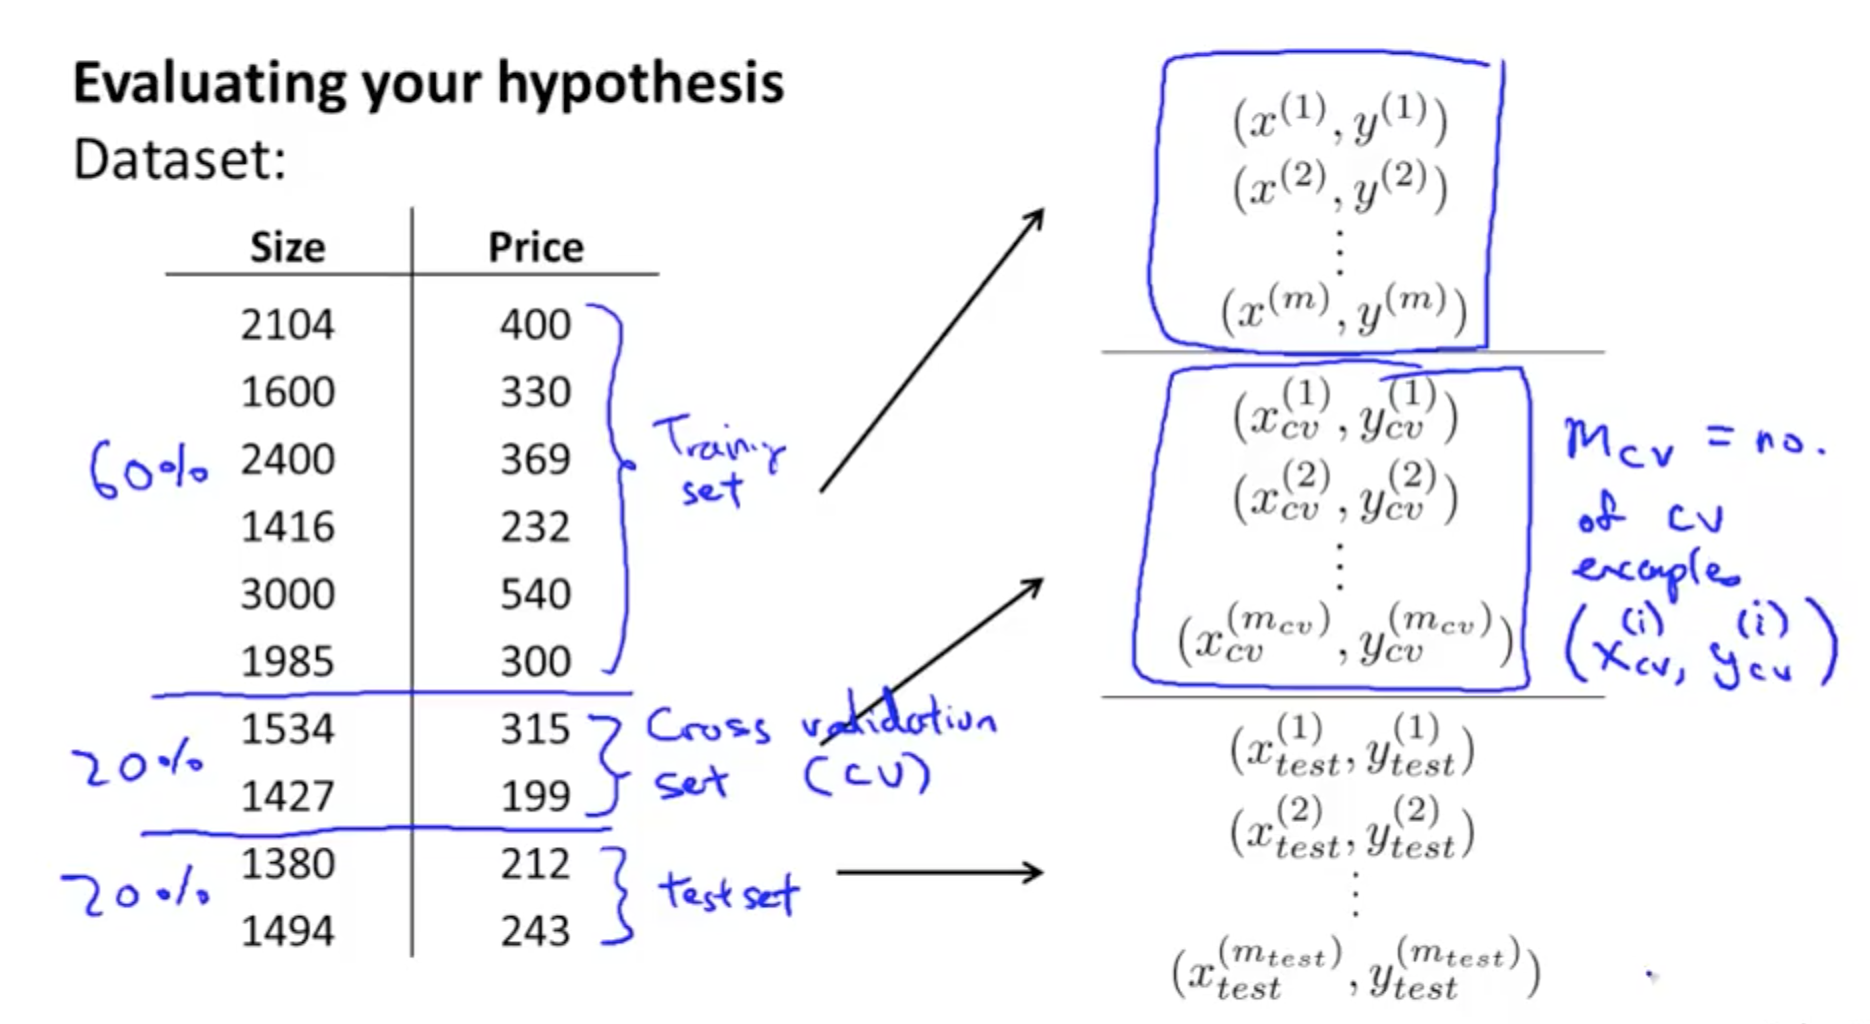 Evaluating your hypothesis
Dataset:
Size Price
2104 400
1600 330
2400 369
1416 232
3000 540
1985 300
1534 315
1427 199
1380 212
1494 243
60%
20%
20%
Training
set
Cross validation
set (CV)
test set
(x^{(1)}, y^{(1)})
(x^{(2)}, y^{(2)})
⋮
(x^{(m)}, y^{(m)})
(x_{cv}^{(1)}, y_{cv}^{(1)})
(x_{cv}^{(2)}, y_{cv}^{(2)})
⋮
(x_{cv}^{(m_{cv})}, y_{cv}^{(m_{cv})})
m_{cv} = no.
of CV
examples
(x_{cv}^{(i)}, y_{cv}^{(i)})
(x_{test}^{(1)}, y_{test}^{(1)})
(x_{test}^{(2)}, y_{test}^{(2)})
⋮
(x_{test}^{(m_{test})}, y_{test}^{(m_{test})})